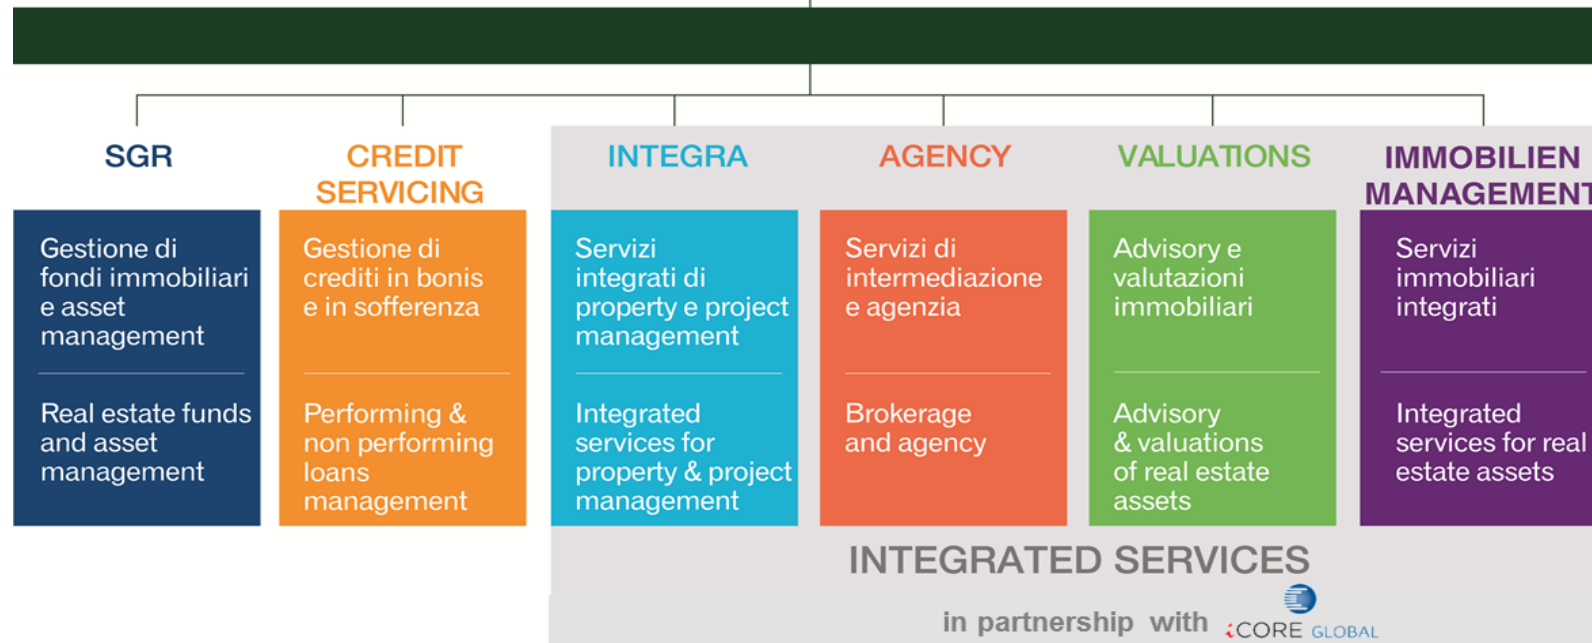 SGR
Gestione di
fondi immobiliari
e asset
management
Real estate funds
and asset
management
CREDIT
SERVICING
Gestione di
crediti in bonis
e in sofferenza
Performing &
non performing
loans
management
INTEGRA
Servizi
integrati di
property e project
management
Integrated
services for
property & project
management
AGENCY
Servizi di
intermediazione
e agenzia
Brokerage
and agency
VALUATIONS
Advisory e
valutazioni
immobiliari
Advisory
& valuations
of real estate
assets
IMMOBILIEN
MANAGEMENT
Servizi
immobiliari
integrati
Integrated
services for real
estate assets
INTEGRATED SERVICES
in partnership with iCORE GLOBAL